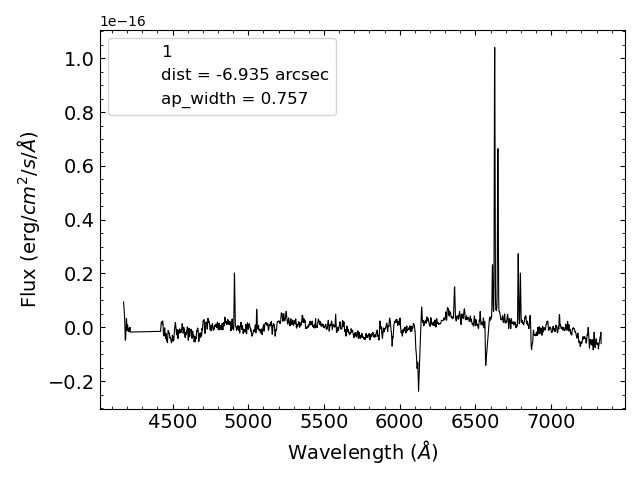 1e−16
1
dist = -6.935 arcsec
ap_width = 0.757
1.0
0.8
0.6
0.4
0.2
0.0
−0.2
Flux (erg/cm²/s/Å)
4500 5000 5500 6000 6500 7000
Wavelength (Å)